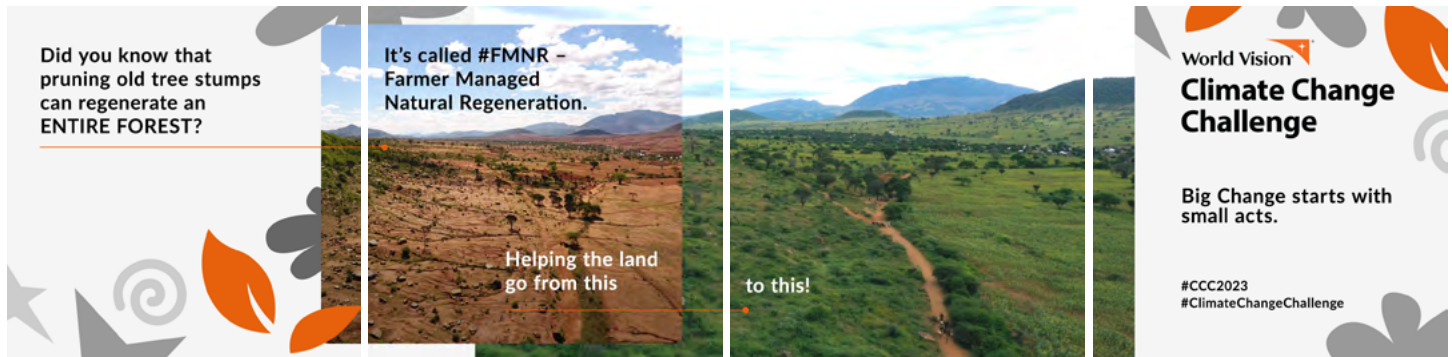 Did you know that
pruning old tree stumps
can regenerate an
ENTIRE FOREST?
It's called #FMNR –
Farmer Managed
Natural Regeneration.
Helping the land
go from this
to this!
World Vision
Climate Change
Challenge
Big Change starts with
small acts.
#CCC2023
#ClimateChangeChallenge